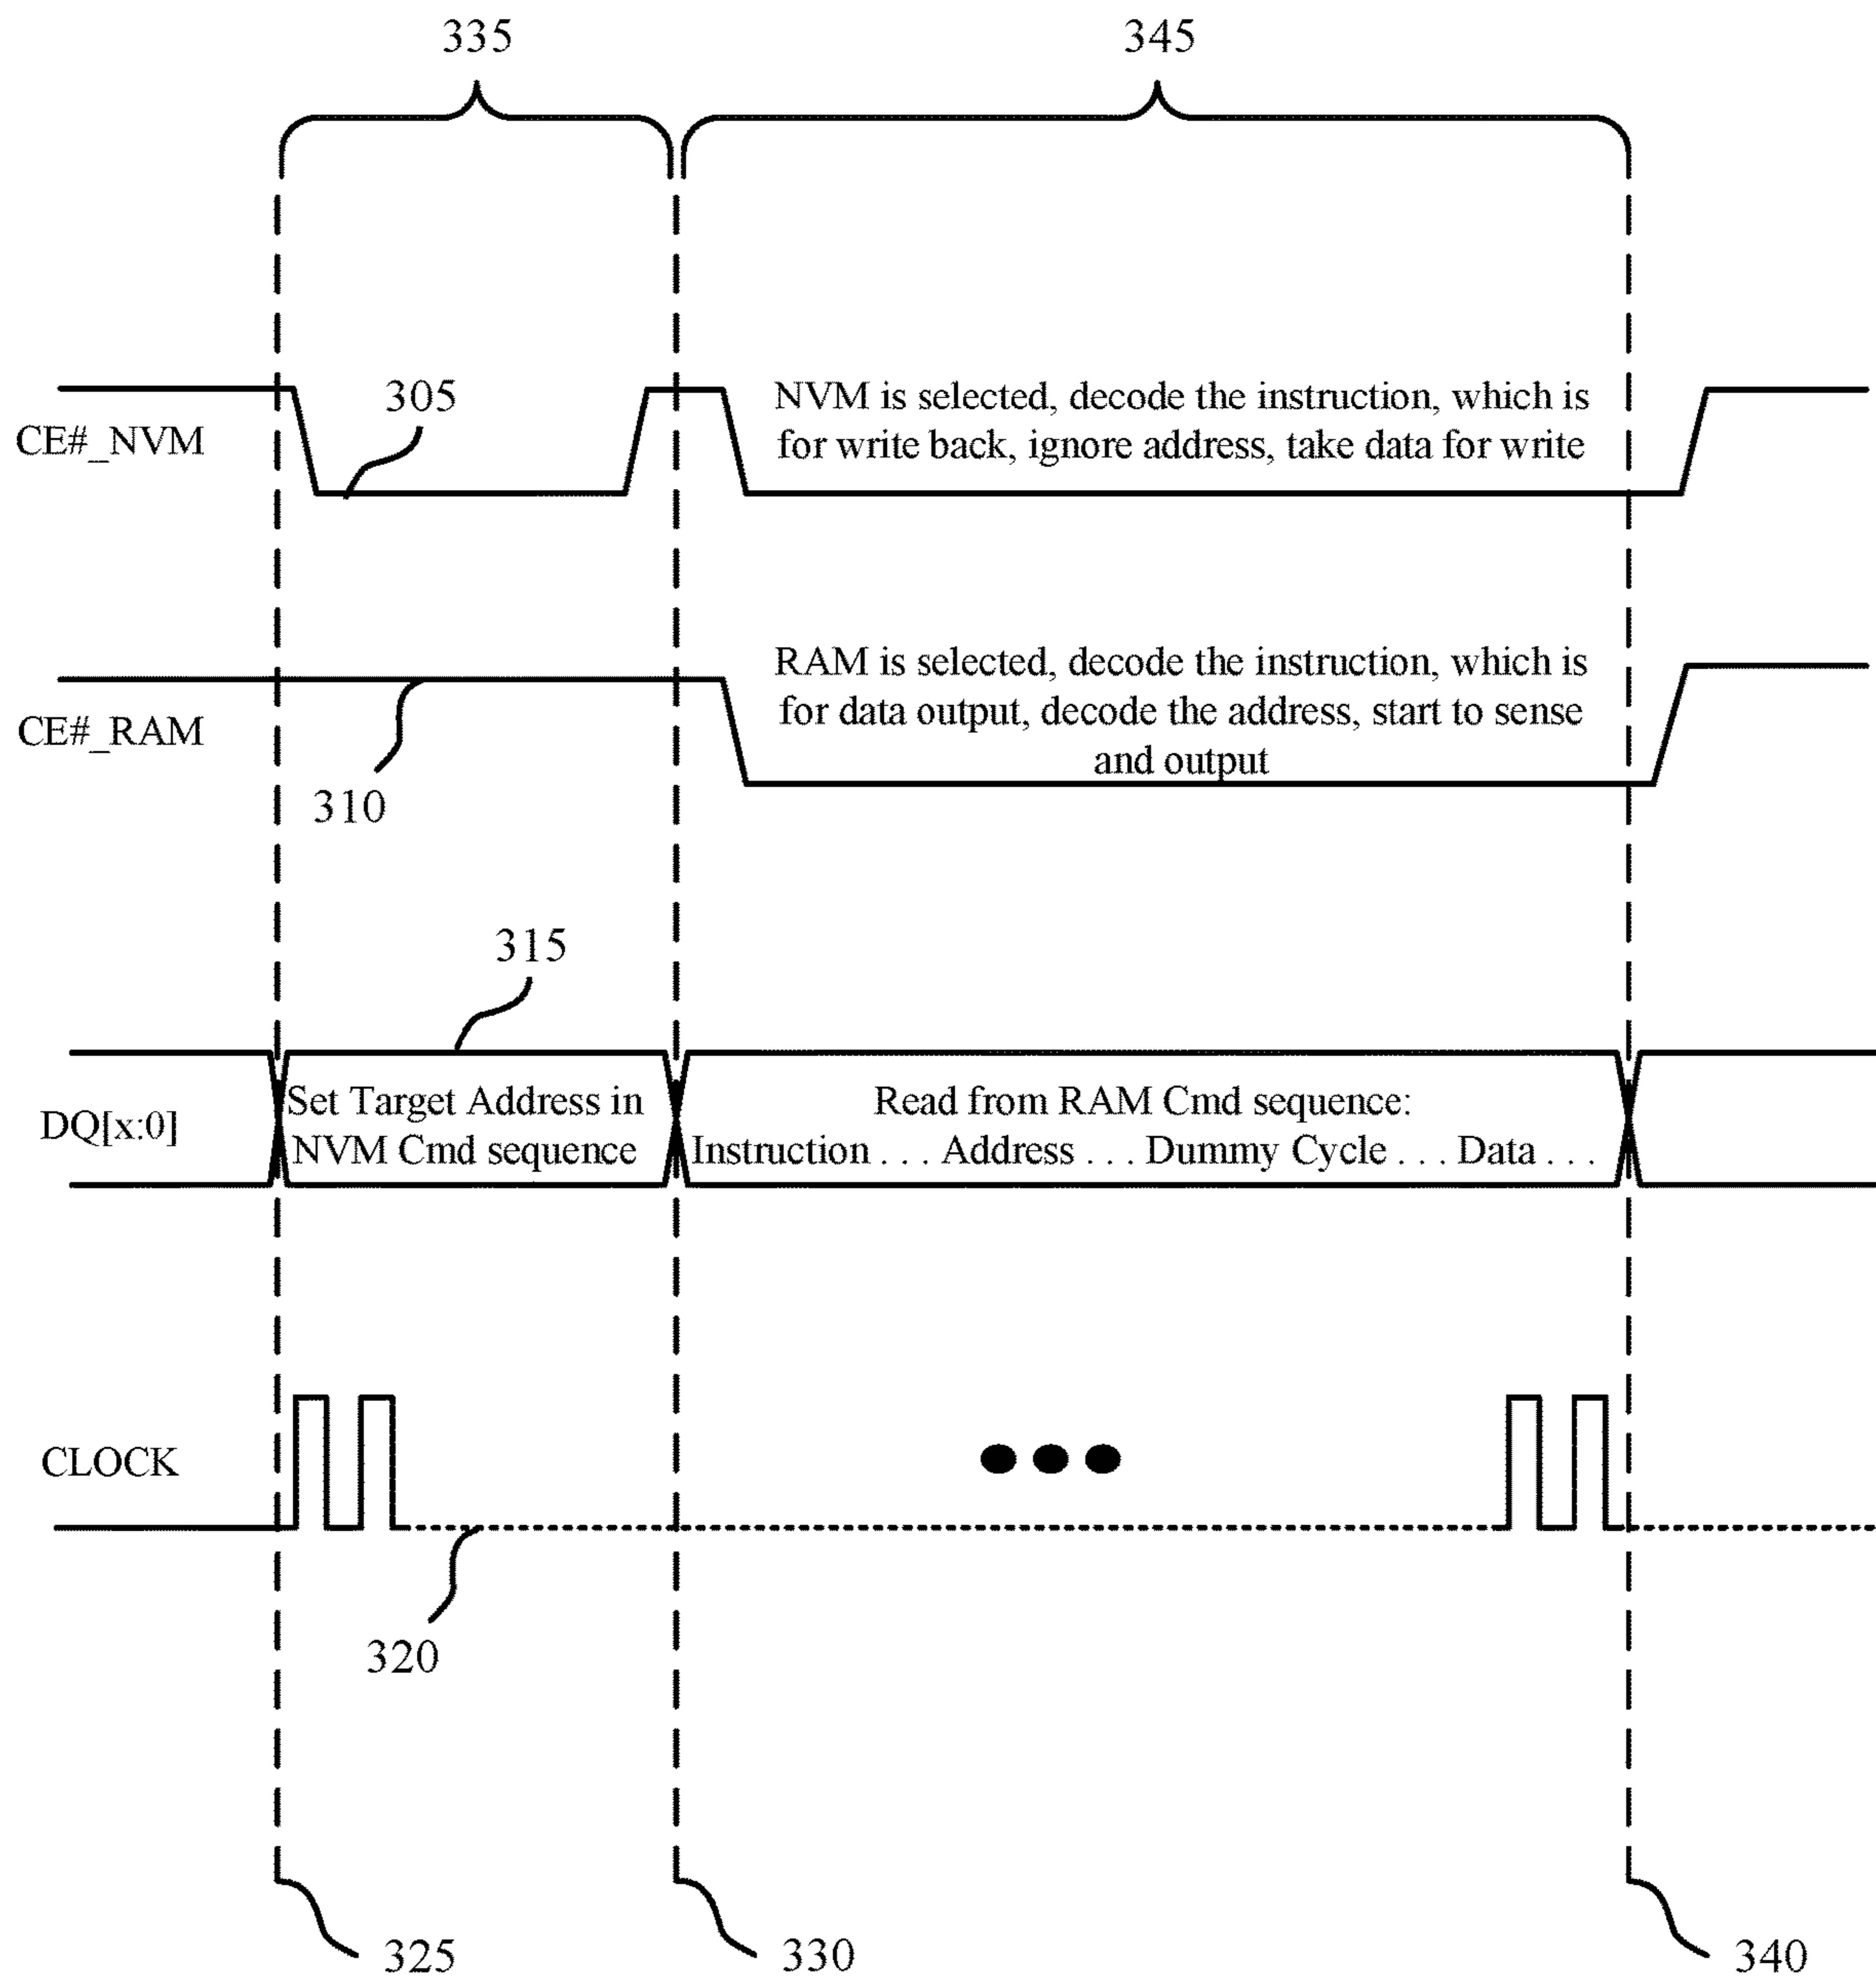 335
345
305
CE#_NVM
NVM is selected, decode the instruction, which is
for write back, ignore address, take data for write
CE#_RAM
310
RAM is selected, decode the instruction, which is
for data output, decode the address, start to sense
and output
315
DQ[x:0]
Set Target Address in
NVM Cmd sequence
Read from RAM Cmd sequence:
Instruction . . . Address . . . Dummy Cycle . . . Data . . .
CLOCK
320
325
330
340